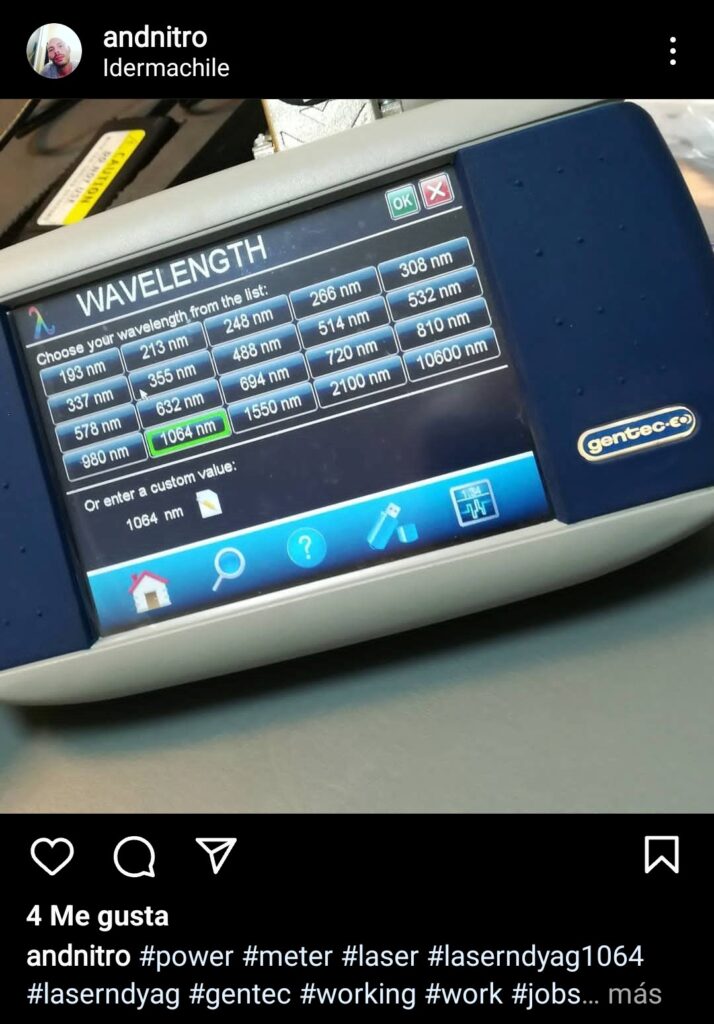 andnitro
Idermachile
CAUTION
DO NOT USE
OK
WAVELENGTH
Choose your wavelength from the list:
193 nm 213 nm 248 nm 266 nm 308 nm
337 nm 355 nm 488 nm 514 nm 532 nm
578 nm 632 nm 694 nm 720 nm 810 nm
980 nm 1064 nm 1550 nm 2100 nm 10600 nm
Or enter a custom value:
1064 nm
gentec-EO
4 Me gusta
andnitro #power #meter #laser #laserndyag1064
#laserndyag #gentec #working #work #jobs... más